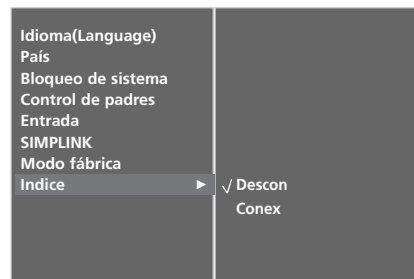 Idioma(Language)
País
Bloqueo de sistema
Control de padres
Entrada
SIMPLINK
Modo fábrica
Indice ► √ Descon
Conex